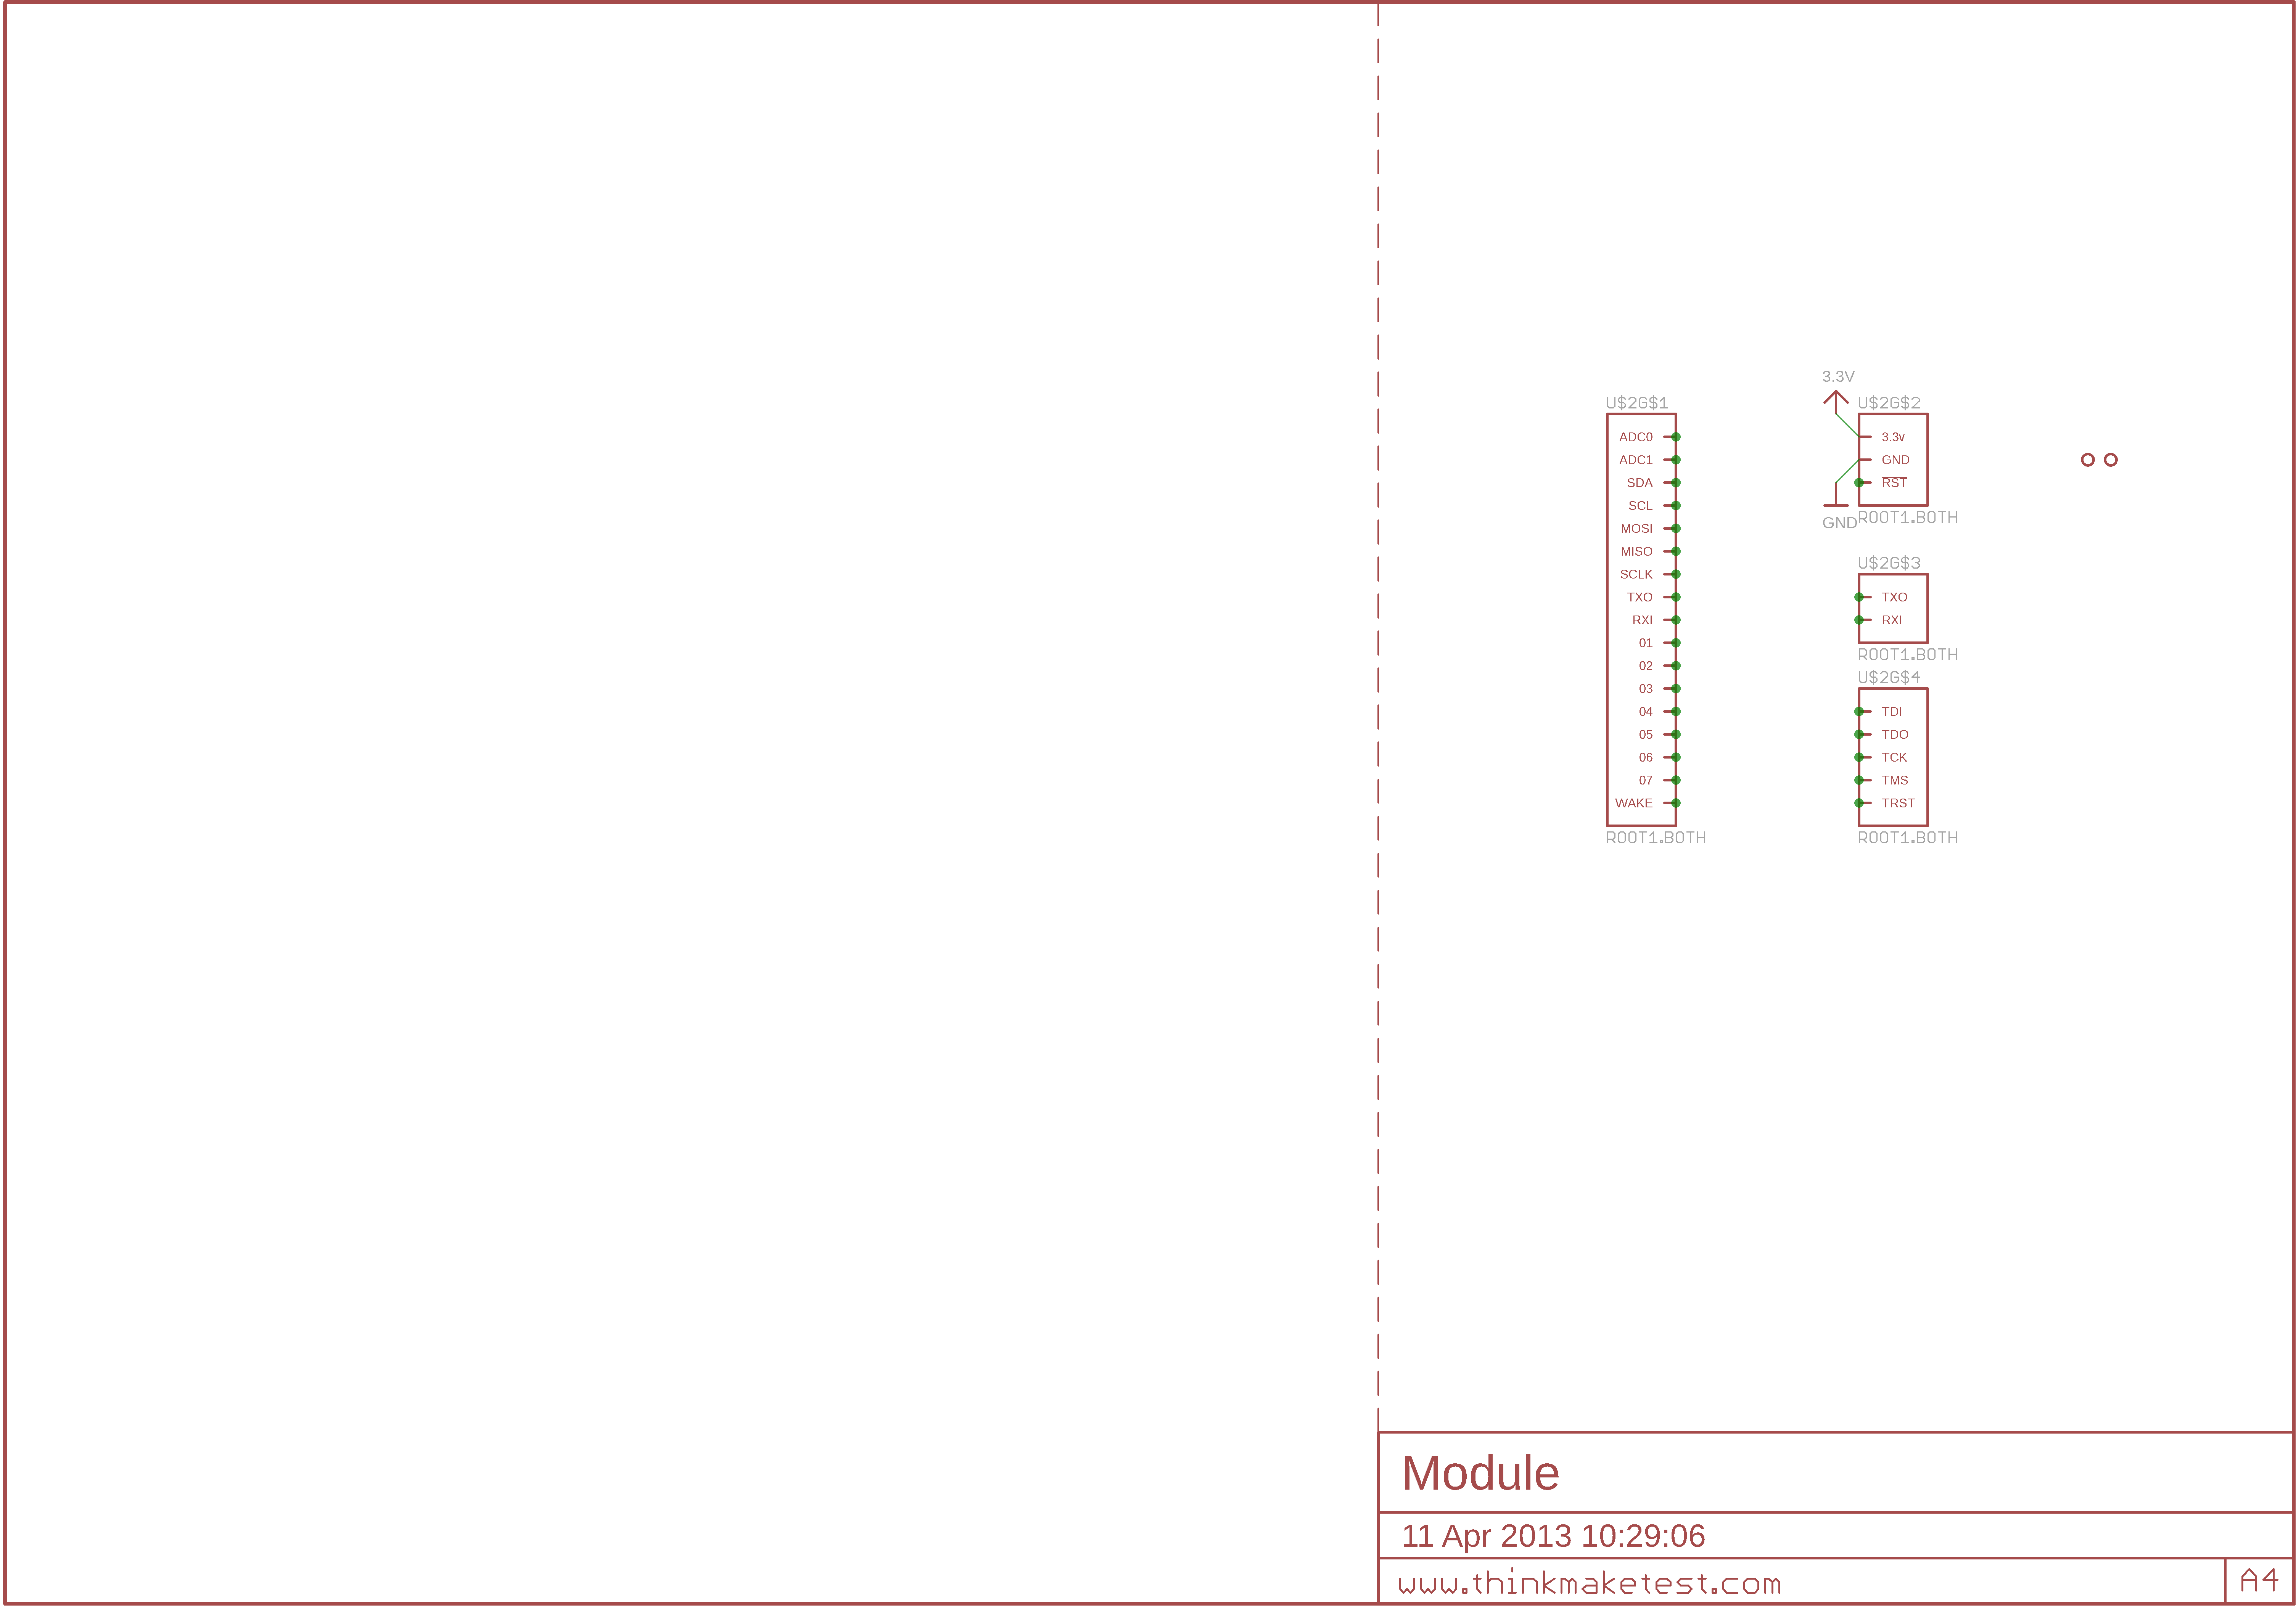 U$2G$1
ADC0
ADC1
SDA
SCL
MOSI
MISO
SCLK
TXO
RXI
01
02
03
04
05
06
07
WAKE
ROOT1.BOTH
3.3V
U$2G$2
3.3v
GND
RST
GND
ROOT1.BOTH
U$2G$3
TXO
RXI
ROOT1.BOTH
U$2G$4
TDI
TDO
TCK
TMS
TRST
ROOT1.BOTH
Module
11 Apr 2013 10:29:06
www.thinkmaketest.com
A4